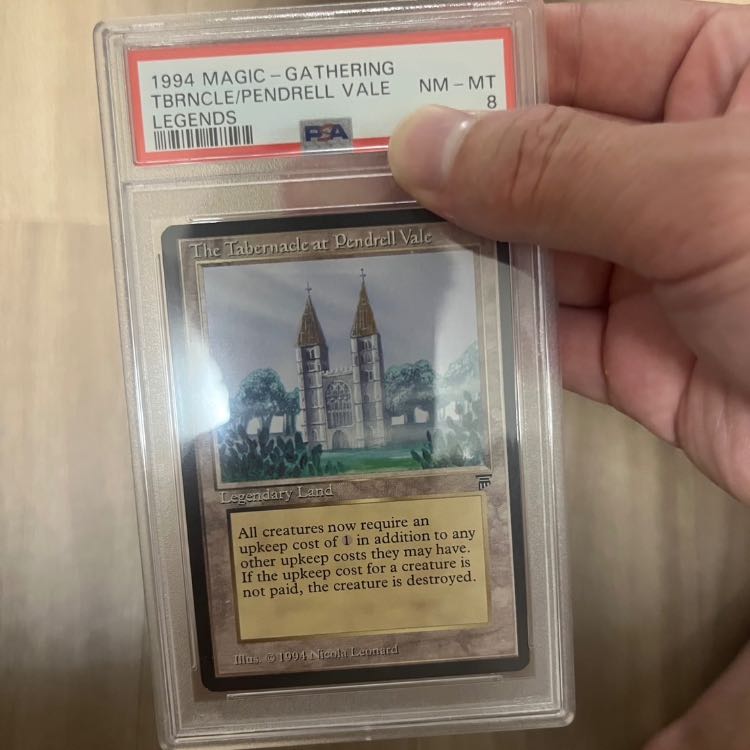 1994 MAGIC - GATHERING
TBRNCLE/PENDRELL VALE
NM - MT
LEGENDS
8
PSA
The Tabernacle at Pendrell Vale
Legendary Land
All creatures now require an
upkeep cost of 1 in addition to any
other upkeep costs they may have.
If the upkeep cost for a creature is
not paid, the creature is destroyed.
Illus. © 1994 Nicola Leonard